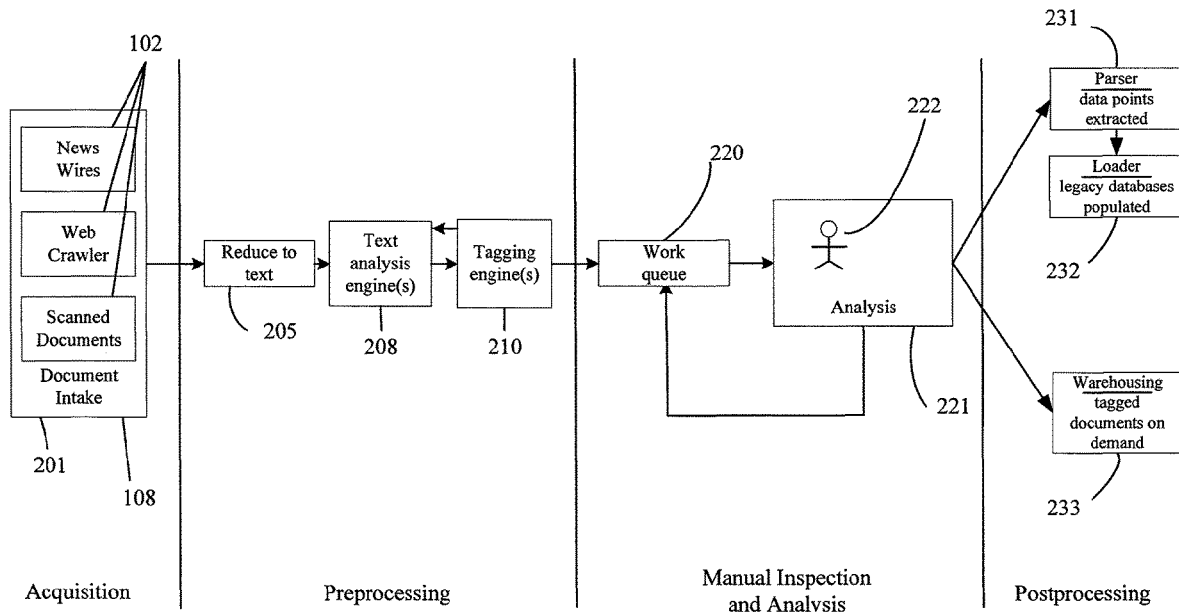 102
News
Wires
Web
Crawler
Scanned
Documents
Document
Intake
201
108
Acquisition
Reduce to
text
205
Text
analysis
engine(s)
208
Tagging
engine(s)
210
Preprocessing
220
Work
queue
222
Analysis
221
Manual Inspection
and Analysis
231
Parser
data points
extracted
Loader
legacy databases
populated
232
Warehousing
tagged
documents on
demand
233
Postprocessing